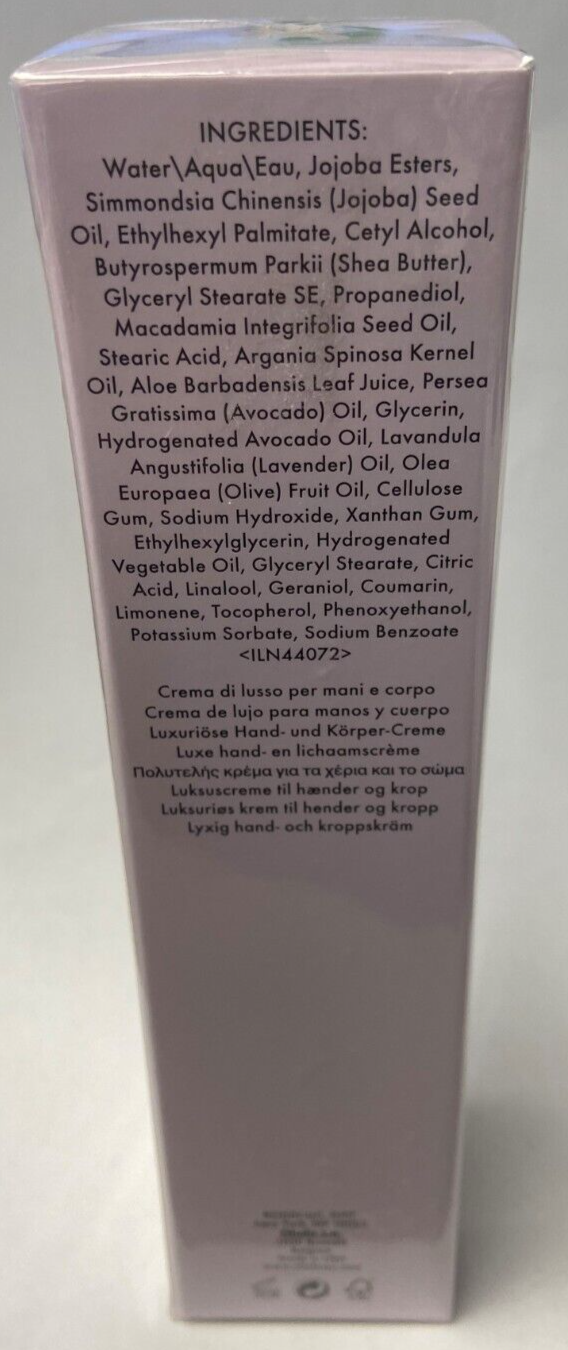 INGREDIENTS:
Water\Aqua\Eau, Jojoba Esters,
Simmondsia Chinensis (Jojoba) Seed
Oil, Ethylhexyl Palmitate, Cetyl Alcohol,
Butyrospermum Parkii (Shea Butter),
Glyceryl Stearate SE, Propanediol,
Macadamia Integrifolia Seed Oil,
Stearic Acid, Argania Spinosa Kernel
Oil, Aloe Barbadensis Leaf Juice, Persea
Gratissima (Avocado) Oil, Glycerin,
Hydrogenated Avocado Oil, Lavandula
Angustifolia (Lavender) Oil, Olea
Europaea (Olive) Fruit Oil, Cellulose
Gum, Sodium Hydroxide, Xanthan Gum,
Ethylhexylglycerin, Hydrogenated
Vegetable Oil, Glyceryl Stearate, Citric
Acid, Linalool, Geraniol, Coumarin,
Limonene, Tocopherol, Phenoxyethanol,
Potassium Sorbate, Sodium Benzoate
<ILN44072>
Crema di lusso per mani e corpo
Crema de lujo para manos y cuerpo
Luxuriöse Hand- und Körper-Creme
Luxe hand- en lichaamscrème
Πολυτελής κρέμα για τα χέρια και το σώμα
Luksuscreme til hænder og krop
Luksuriøs krem til hender og kropp
Lyxig hand- och kroppskräm